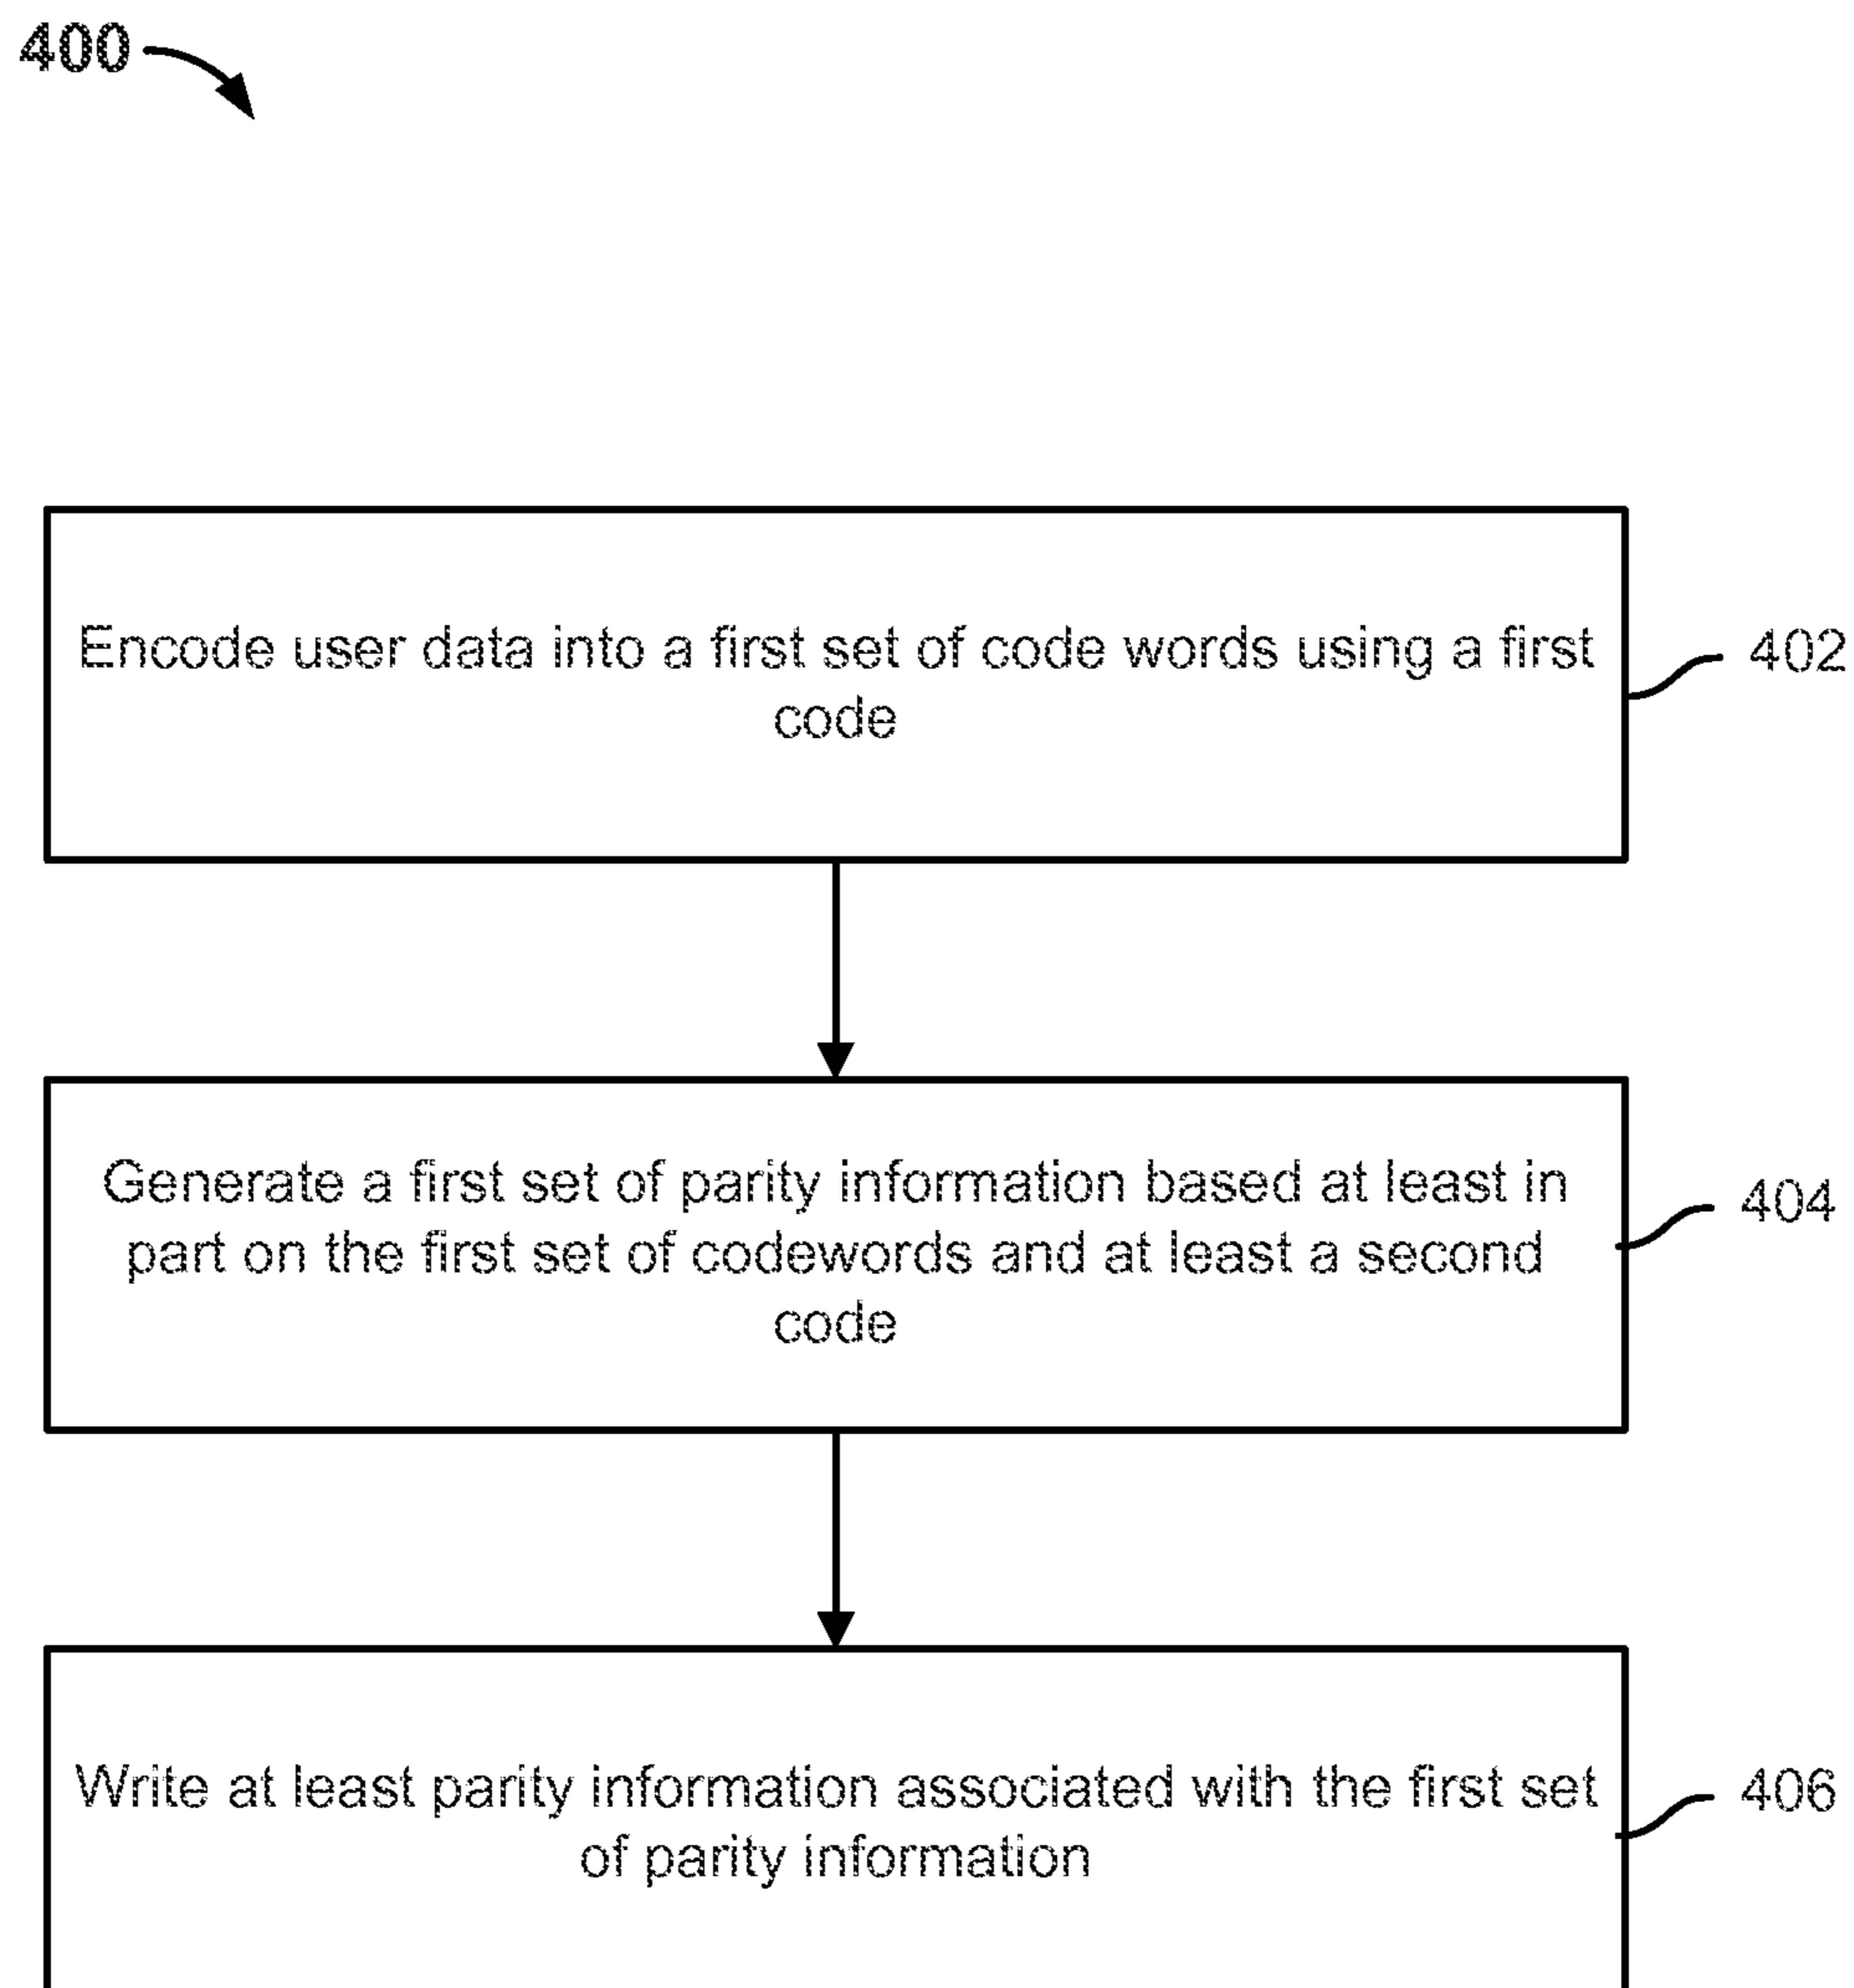 400
Encode user data into a first set of code words using a first
code
402
Generate a first set of parity information based at least in
part on the first set of codewords and at least a second
code
404
Write at least parity information associated with the first set
of parity information
406